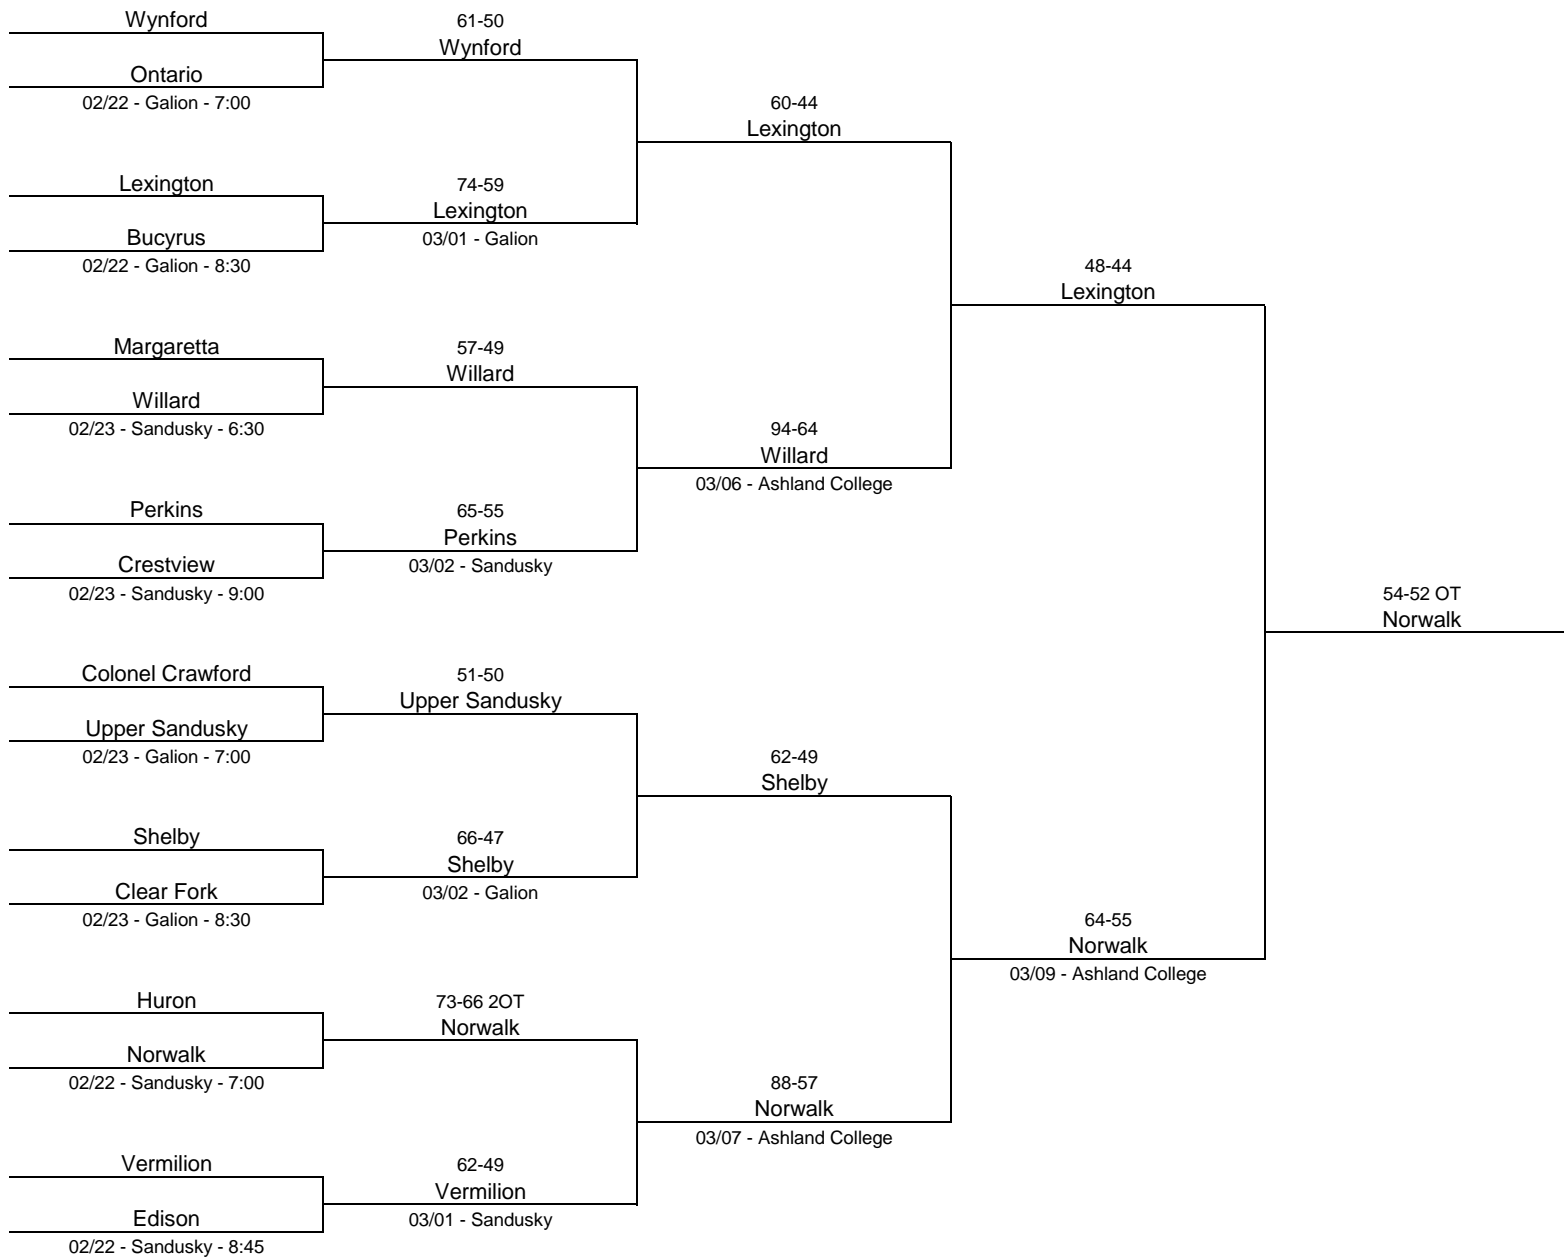 Wynford
Ontario
02/22 - Galion - 7:00
Lexington
Bucyrus
02/22 - Galion - 8:30
Margaretta
Willard
02/23 - Sandusky - 6:30
Perkins
Crestview
02/23 - Sandusky - 9:00
Colonel Crawford
Upper Sandusky
02/23 - Galion - 7:00
Shelby
Clear Fork
02/23 - Galion - 8:30
Huron
Norwalk
02/22 - Sandusky - 7:00
Vermilion
Edison
02/22 - Sandusky - 8:45
61-50
Wynford
74-59
Lexington
03/01 - Galion
57-49
Willard
65-55
Perkins
03/02 - Sandusky
51-50
Upper Sandusky
66-47
Shelby
03/02 - Galion
73-66 2OT
Norwalk
62-49
Vermilion
03/01 - Sandusky
60-44
Lexington
94-64
Willard
03/06 - Ashland College
62-49
Shelby
88-57
Norwalk
03/07 - Ashland College
48-44
Lexington
64-55
Norwalk
03/09 - Ashland College
54-52 OT
Norwalk